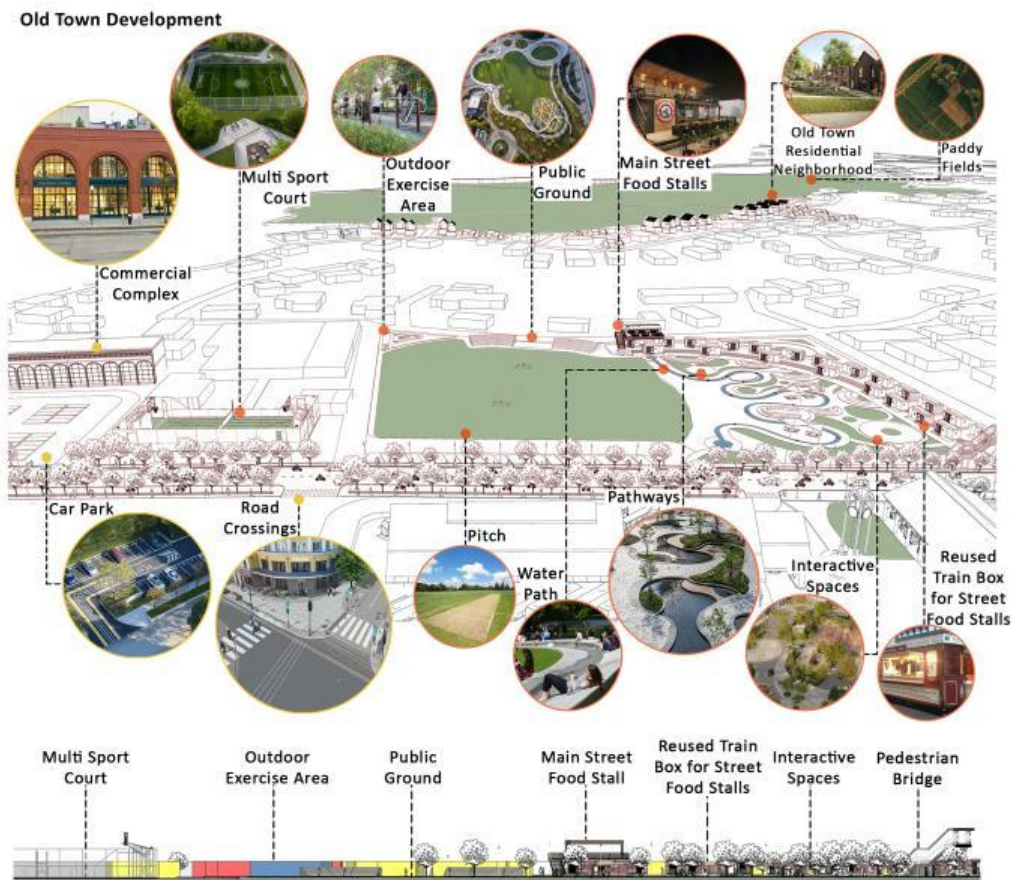 Old Town Development
Multi Sport
Court
Outdoor
Exercise
Area
Public
Ground
Main Street
Food Stalls
Old Town
Residential
Neighborhood
Paddy
Fields
Commercial
Complex
Car Park
Road
Crossings
Pitch
Water
Path
Pathways
Interactive
Spaces
Reused
Train Box
for Street
Food Stalls
Multi Sport
Court
Outdoor
Exercise Area
Public
Ground
Main Street
Food Stall
Reused Train
Box for Street
Food Stalls
Interactive
Spaces
Pedestrian
Bridge